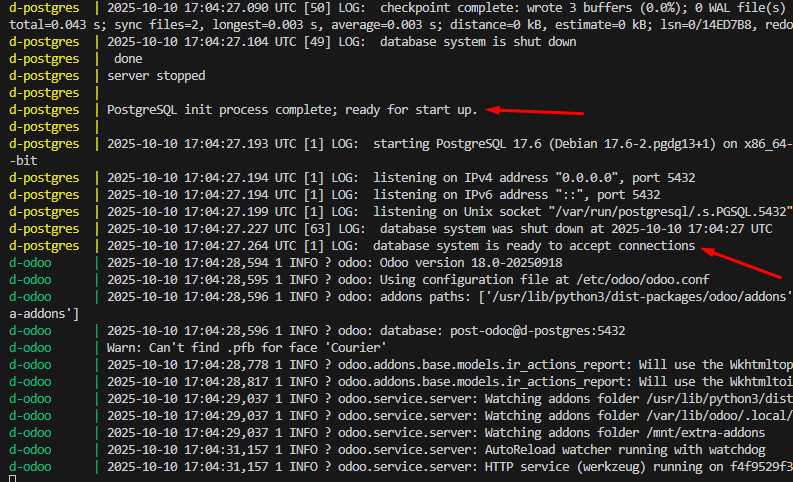 d-postgres | 2025-10-10 17:04:27.090 UTC [50] LOG:  checkpoint complete: wrote 3 buffers (0.0%); 0 WAL file(s)
total=0.043 s; sync files=2, longest=0.003 s, average=0.003 s; distance=0 kB, estimate=0 kB; lsn=0/14ED7B8, redo
d-postgres | 2025-10-10 17:04:27.104 UTC [49] LOG:  database system is shut down
d-postgres |  done
d-postgres | server stopped
d-postgres |
d-postgres | PostgreSQL init process complete; ready for start up.
d-postgres |
d-postgres | 2025-10-10 17:04:27.193 UTC [1] LOG:  starting PostgreSQL 17.6 (Debian 17.6-2.pgdg13+1) on x86_64-
-bit
d-postgres | 2025-10-10 17:04:27.194 UTC [1] LOG:  listening on IPv4 address "0.0.0.0", port 5432
d-postgres | 2025-10-10 17:04:27.194 UTC [1] LOG:  listening on IPv6 address "::", port 5432
d-postgres | 2025-10-10 17:04:27.199 UTC [1] LOG:  listening on Unix socket "/var/run/postgresql/.s.PGSQL.5432"
d-postgres | 2025-10-10 17:04:27.227 UTC [63] LOG:  database system was shut down at 2025-10-10 17:04:27 UTC
d-postgres | 2025-10-10 17:04:27.264 UTC [1] LOG:  database system is ready to accept connections
d-odoo | 2025-10-10 17:04:28,594 1 INFO ? odoo: Odoo version 18.0-20250918
d-odoo | 2025-10-10 17:04:28,595 1 INFO ? odoo: Using configuration file at /etc/odoo/odoo.conf
d-odoo | 2025-10-10 17:04:28,596 1 INFO ? odoo: addons paths: ['/usr/lib/python3/dist-packages/odoo/addons'
a-addons']
d-odoo | 2025-10-10 17:04:28,596 1 INFO ? odoo: database: post-odoo@d-postgres:5432
d-odoo | Warn: Can't find .pfb for face 'Courier'
d-odoo | 2025-10-10 17:04:28,778 1 INFO ? odoo.addons.base.models.ir_actions_report: Will use the Wkhtmltop
d-odoo | 2025-10-10 17:04:28,817 1 INFO ? odoo.addons.base.models.ir_actions_report: Will use the Wkhtmltoi
d-odoo | 2025-10-10 17:04:29,037 1 INFO ? odoo.service.server: Watching addons folder /usr/lib/python3/dist
d-odoo | 2025-10-10 17:04:29,037 1 INFO ? odoo.service.server: Watching addons folder /var/lib/odoo/.local/
d-odoo | 2025-10-10 17:04:29,037 1 INFO ? odoo.service.server: Watching addons folder /mnt/extra-addons
d-odoo | 2025-10-10 17:04:31,157 1 INFO ? odoo.service.server: AutoReload watcher running with watchdog
d-odoo | 2025-10-10 17:04:31,157 1 INFO ? odoo.service.server: HTTP service (werkzeug) running on f4f9529f3